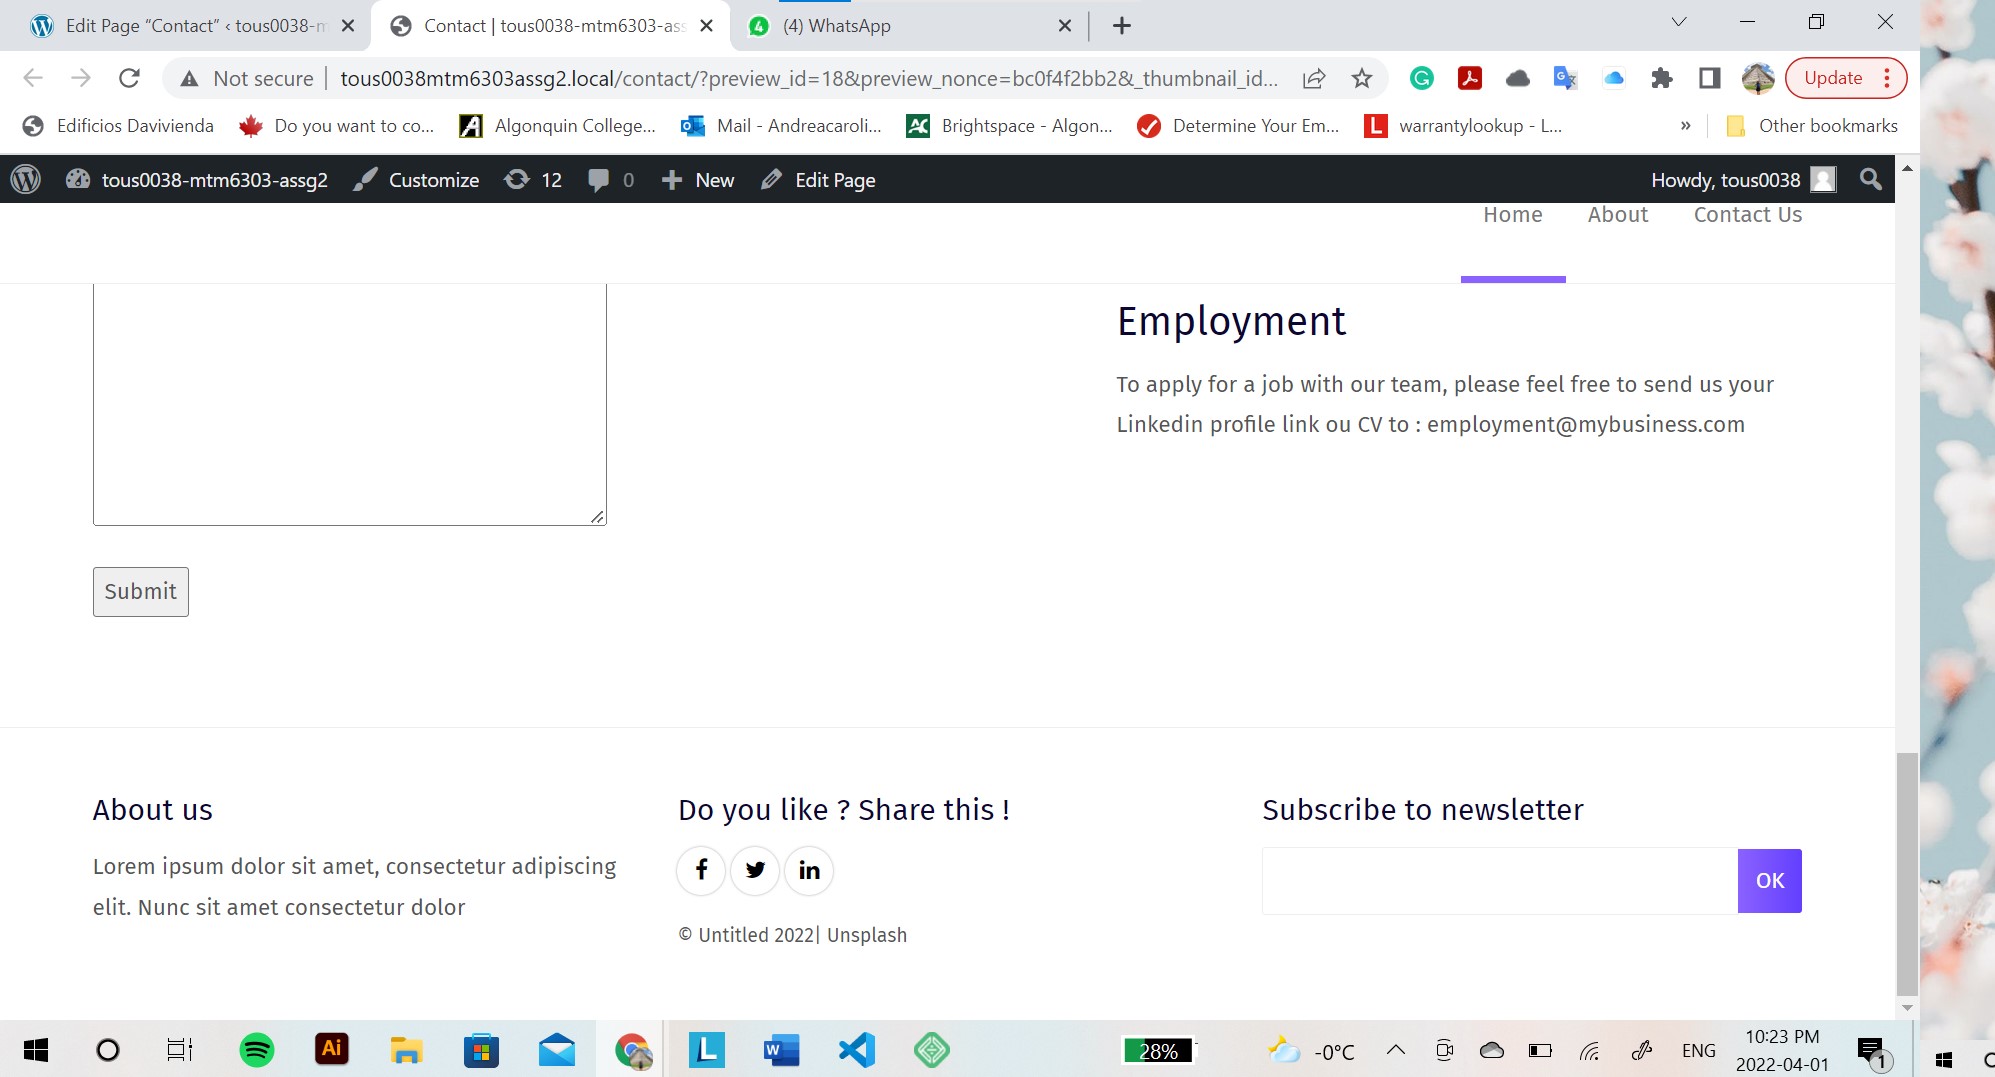 Edit Page “Contact” ‹ tous0038-m
Contact | tous0038-mtm6303-ass
4
(4) WhatsApp
Not secure
tous0038mtm6303assg2.local/contact/?preview_id=18&preview_nonce=bc0f4f2bb2&_thumbnail_id...
Update
Edificios Davivienda
Do you want to co...
Algonquin College...
Mail - Andreacaroli...
Brightspace - Algon...
Determine Your Em...
L
warrantylookup - L...
»
Other bookmarks
tous0038-mtm6303-assg2
Customize
12
0
New
Edit Page
Howdy, tous0038
Home
About
Contact Us
Employment
To apply for a job with our team, please feel free to send us your
Linkedin profile link ou CV to : employment@mybusiness.com
Submit
About us
Lorem ipsum dolor sit amet, consectetur adipiscing
elit. Nunc sit amet consectetur dolor
Do you like ? Share this !
© Untitled 2022| Unsplash
Subscribe to newsletter
OK
Ai
L
W
28%
-0°C
ENG
10:23 PM
2022-04-01
1